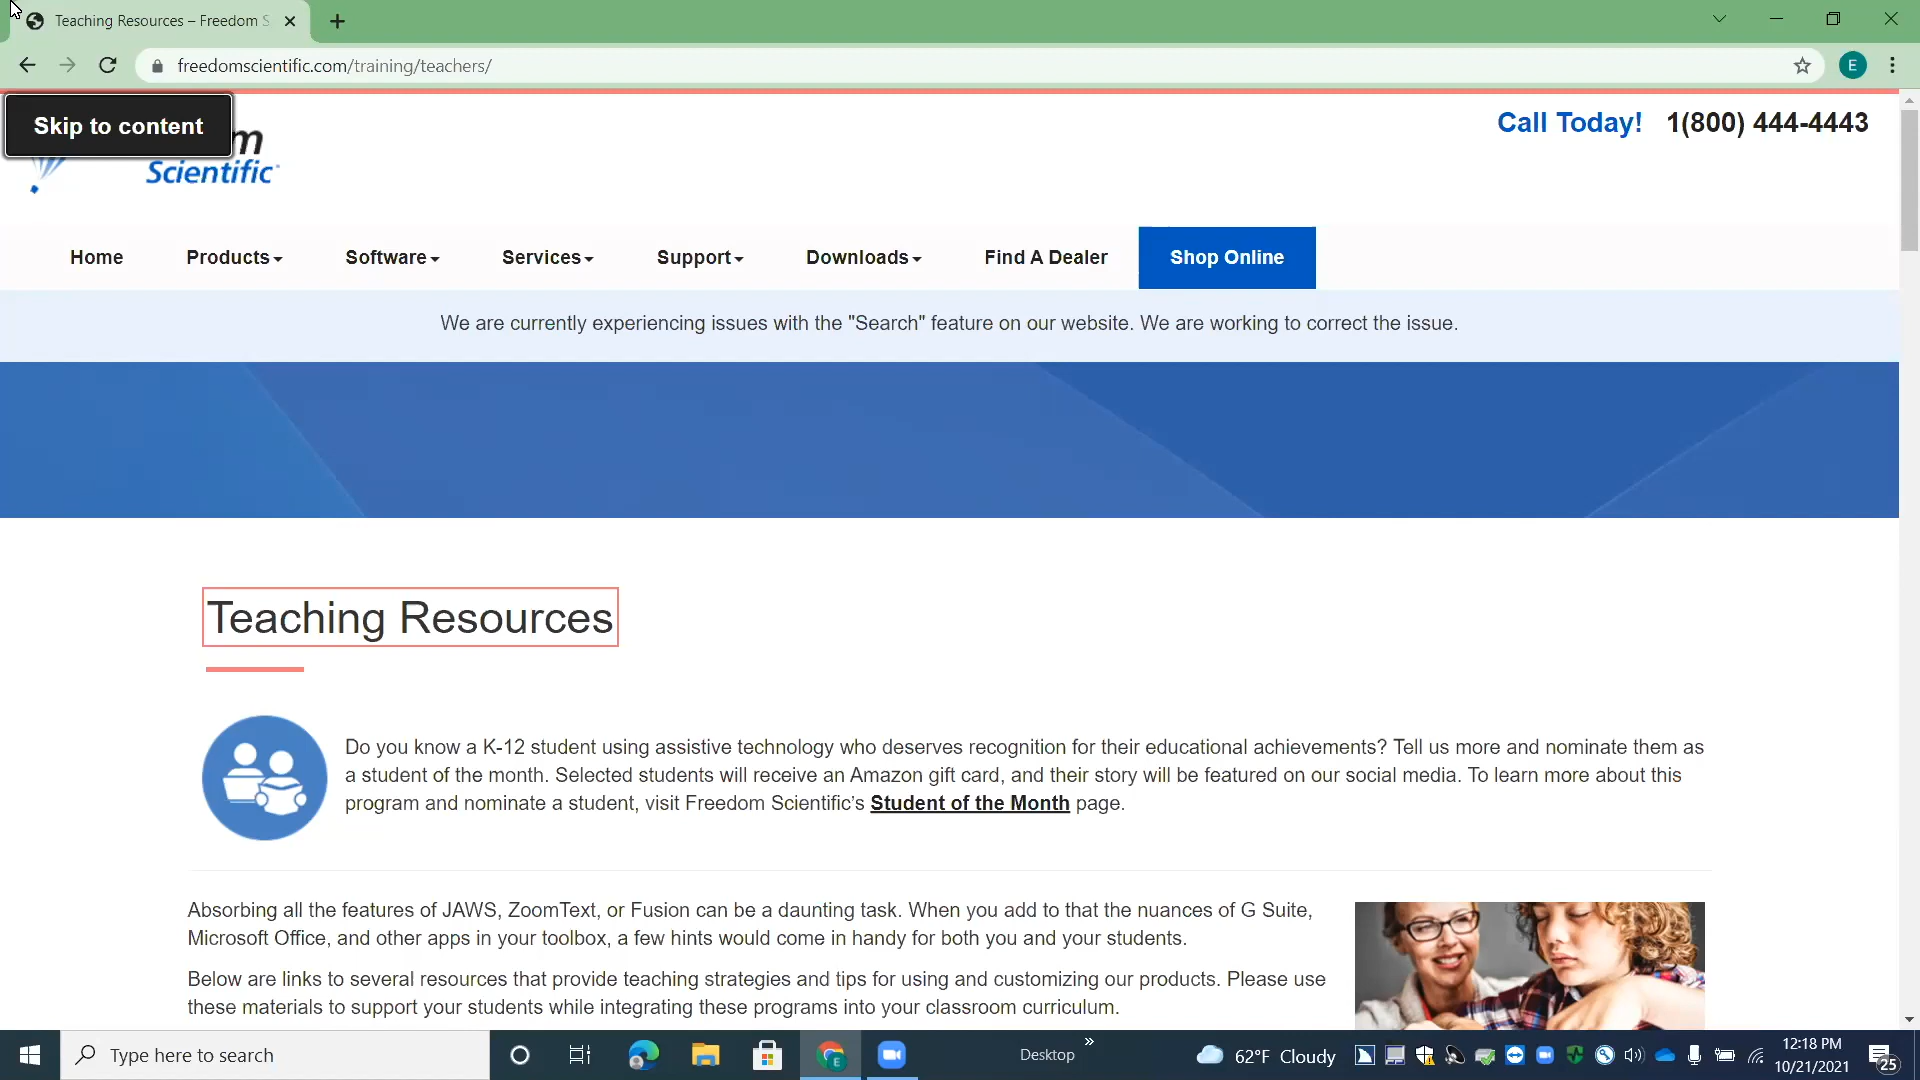 Teaching Resources – Freedom S
freedomscientific.com/training/teachers/
E
Skip to content
m
Scientific
Call Today! 1(800) 444-4443
Home Products Software Services Support Downloads Find A Dealer Shop Online
We are currently experiencing issues with the "Search" feature on our website. We are working to correct the issue.
Teaching Resources
Do you know a K-12 student using assistive technology who deserves recognition for their educational achievements? Tell us more and nominate them as
a student of the month. Selected students will receive an Amazon gift card, and their story will be featured on our social media. To learn more about this
program and nominate a student, visit Freedom Scientific’s Student of the Month page.
Absorbing all the features of JAWS, ZoomText, or Fusion can be a daunting task. When you add to that the nuances of G Suite,
Microsoft Office, and other apps in your toolbox, a few hints would come in handy for both you and your students.
Below are links to several resources that provide teaching strategies and tips for using and customizing our products. Please use
these materials to support your students while integrating these programs into your classroom curriculum.
Type here to search
Desktop
62°F Cloudy
12:18 PM
10/21/2021
25